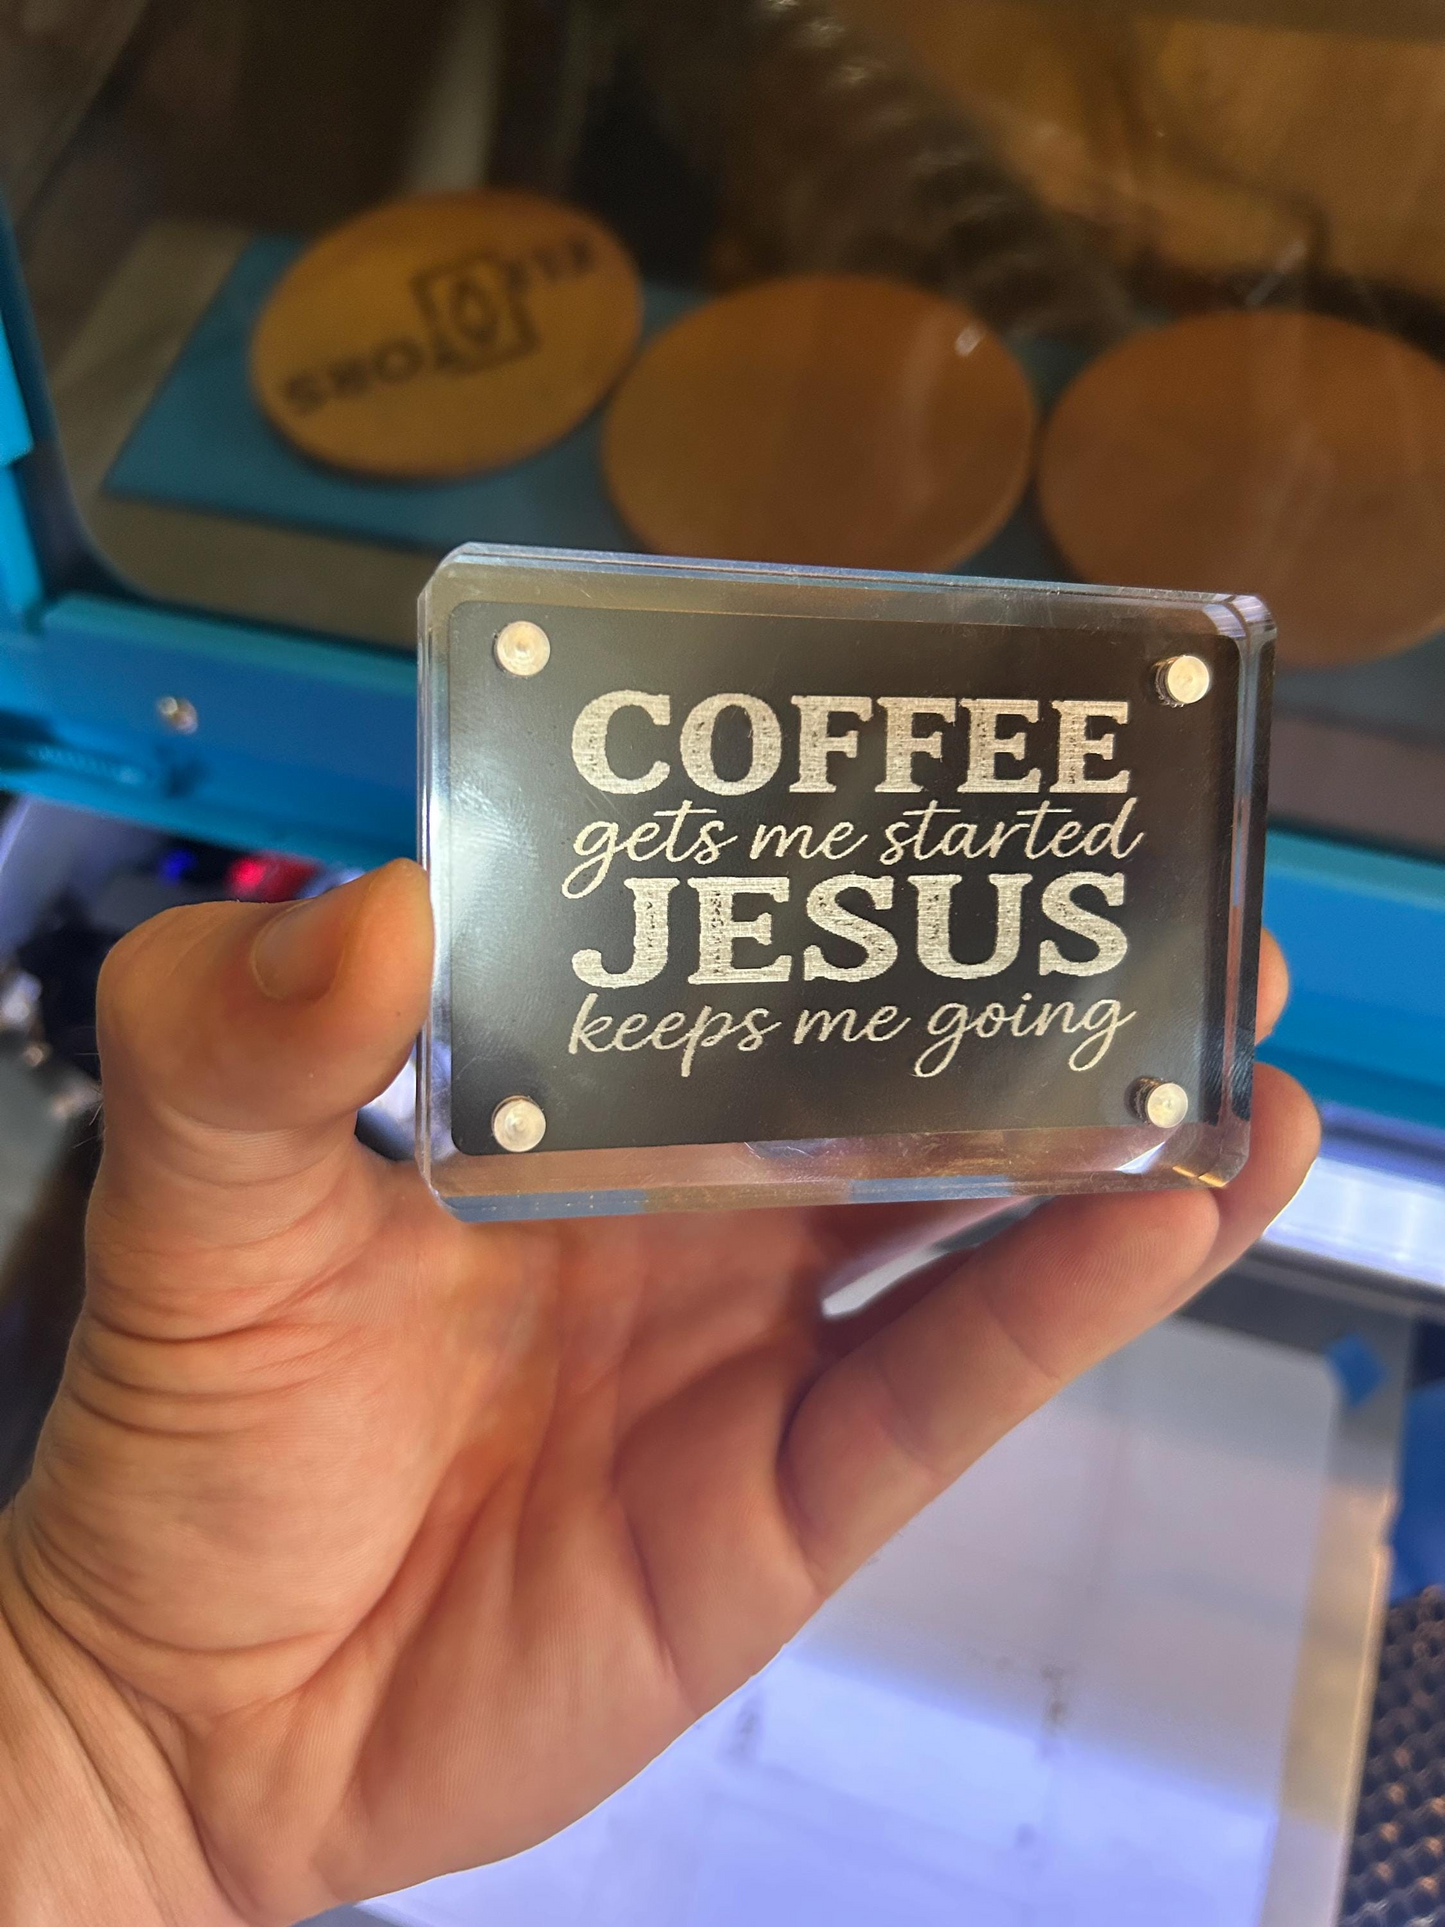 COFFEE
gets me started
JESUS
keeps me going